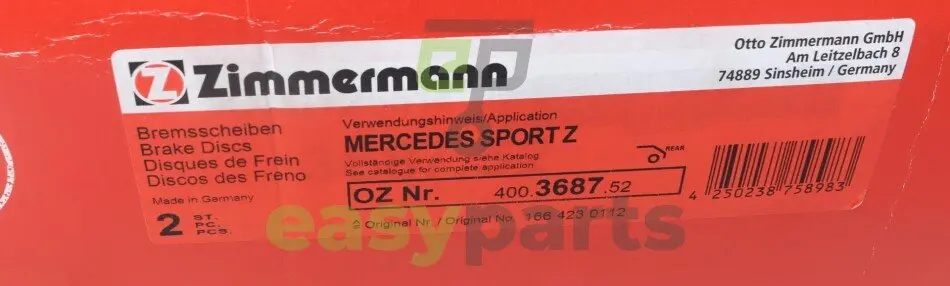 Z Zimmermann
Otto Zimmermann GmbH
Am Leitzelbach 8
74889 Sinsheim / Germany
Bremsscheiben
Brake Discs
Disques de Frein
Discos des Freno
Made in Germany
2 ST.
PC.
PCS.
Verwendungshinweis/Application
MERCEDES SPORT Z
Vollständige Verwendung siehe Katalog
See catalogue for complete application
REAR
OZ Nr. 400.3687.52
Original Nr. / Original No. 166 423 0112
4 250238 758983
easyparts